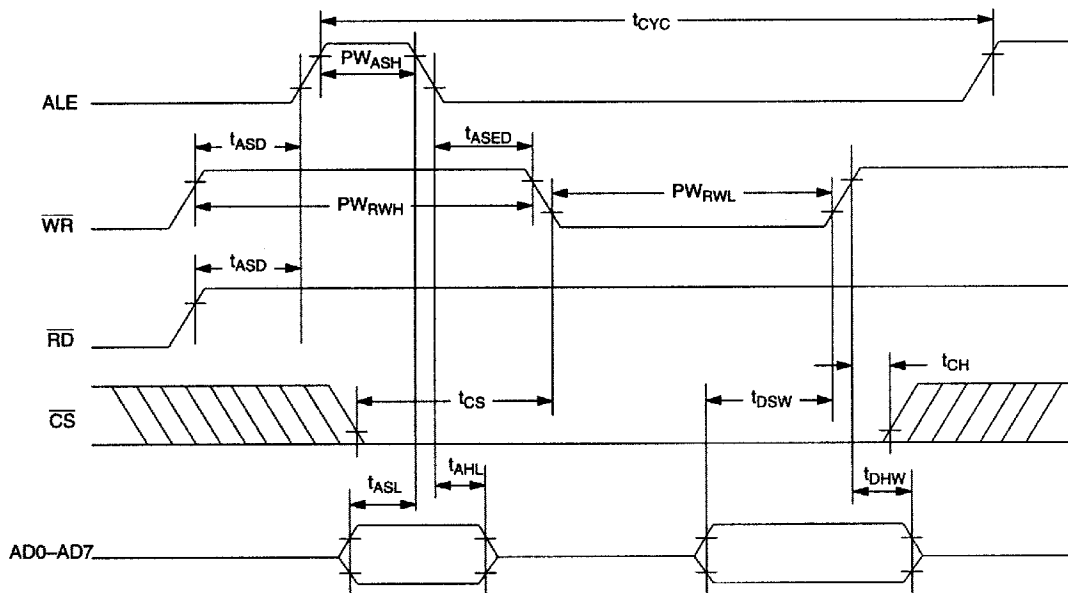 tCYC
PWASH
ALE
tASD
tASED
PWRWH
PWRWL
WR
tASD
RD
tCH
tCS
tDSW
CS
tASL
tAHL
tDHW
AD0–AD7